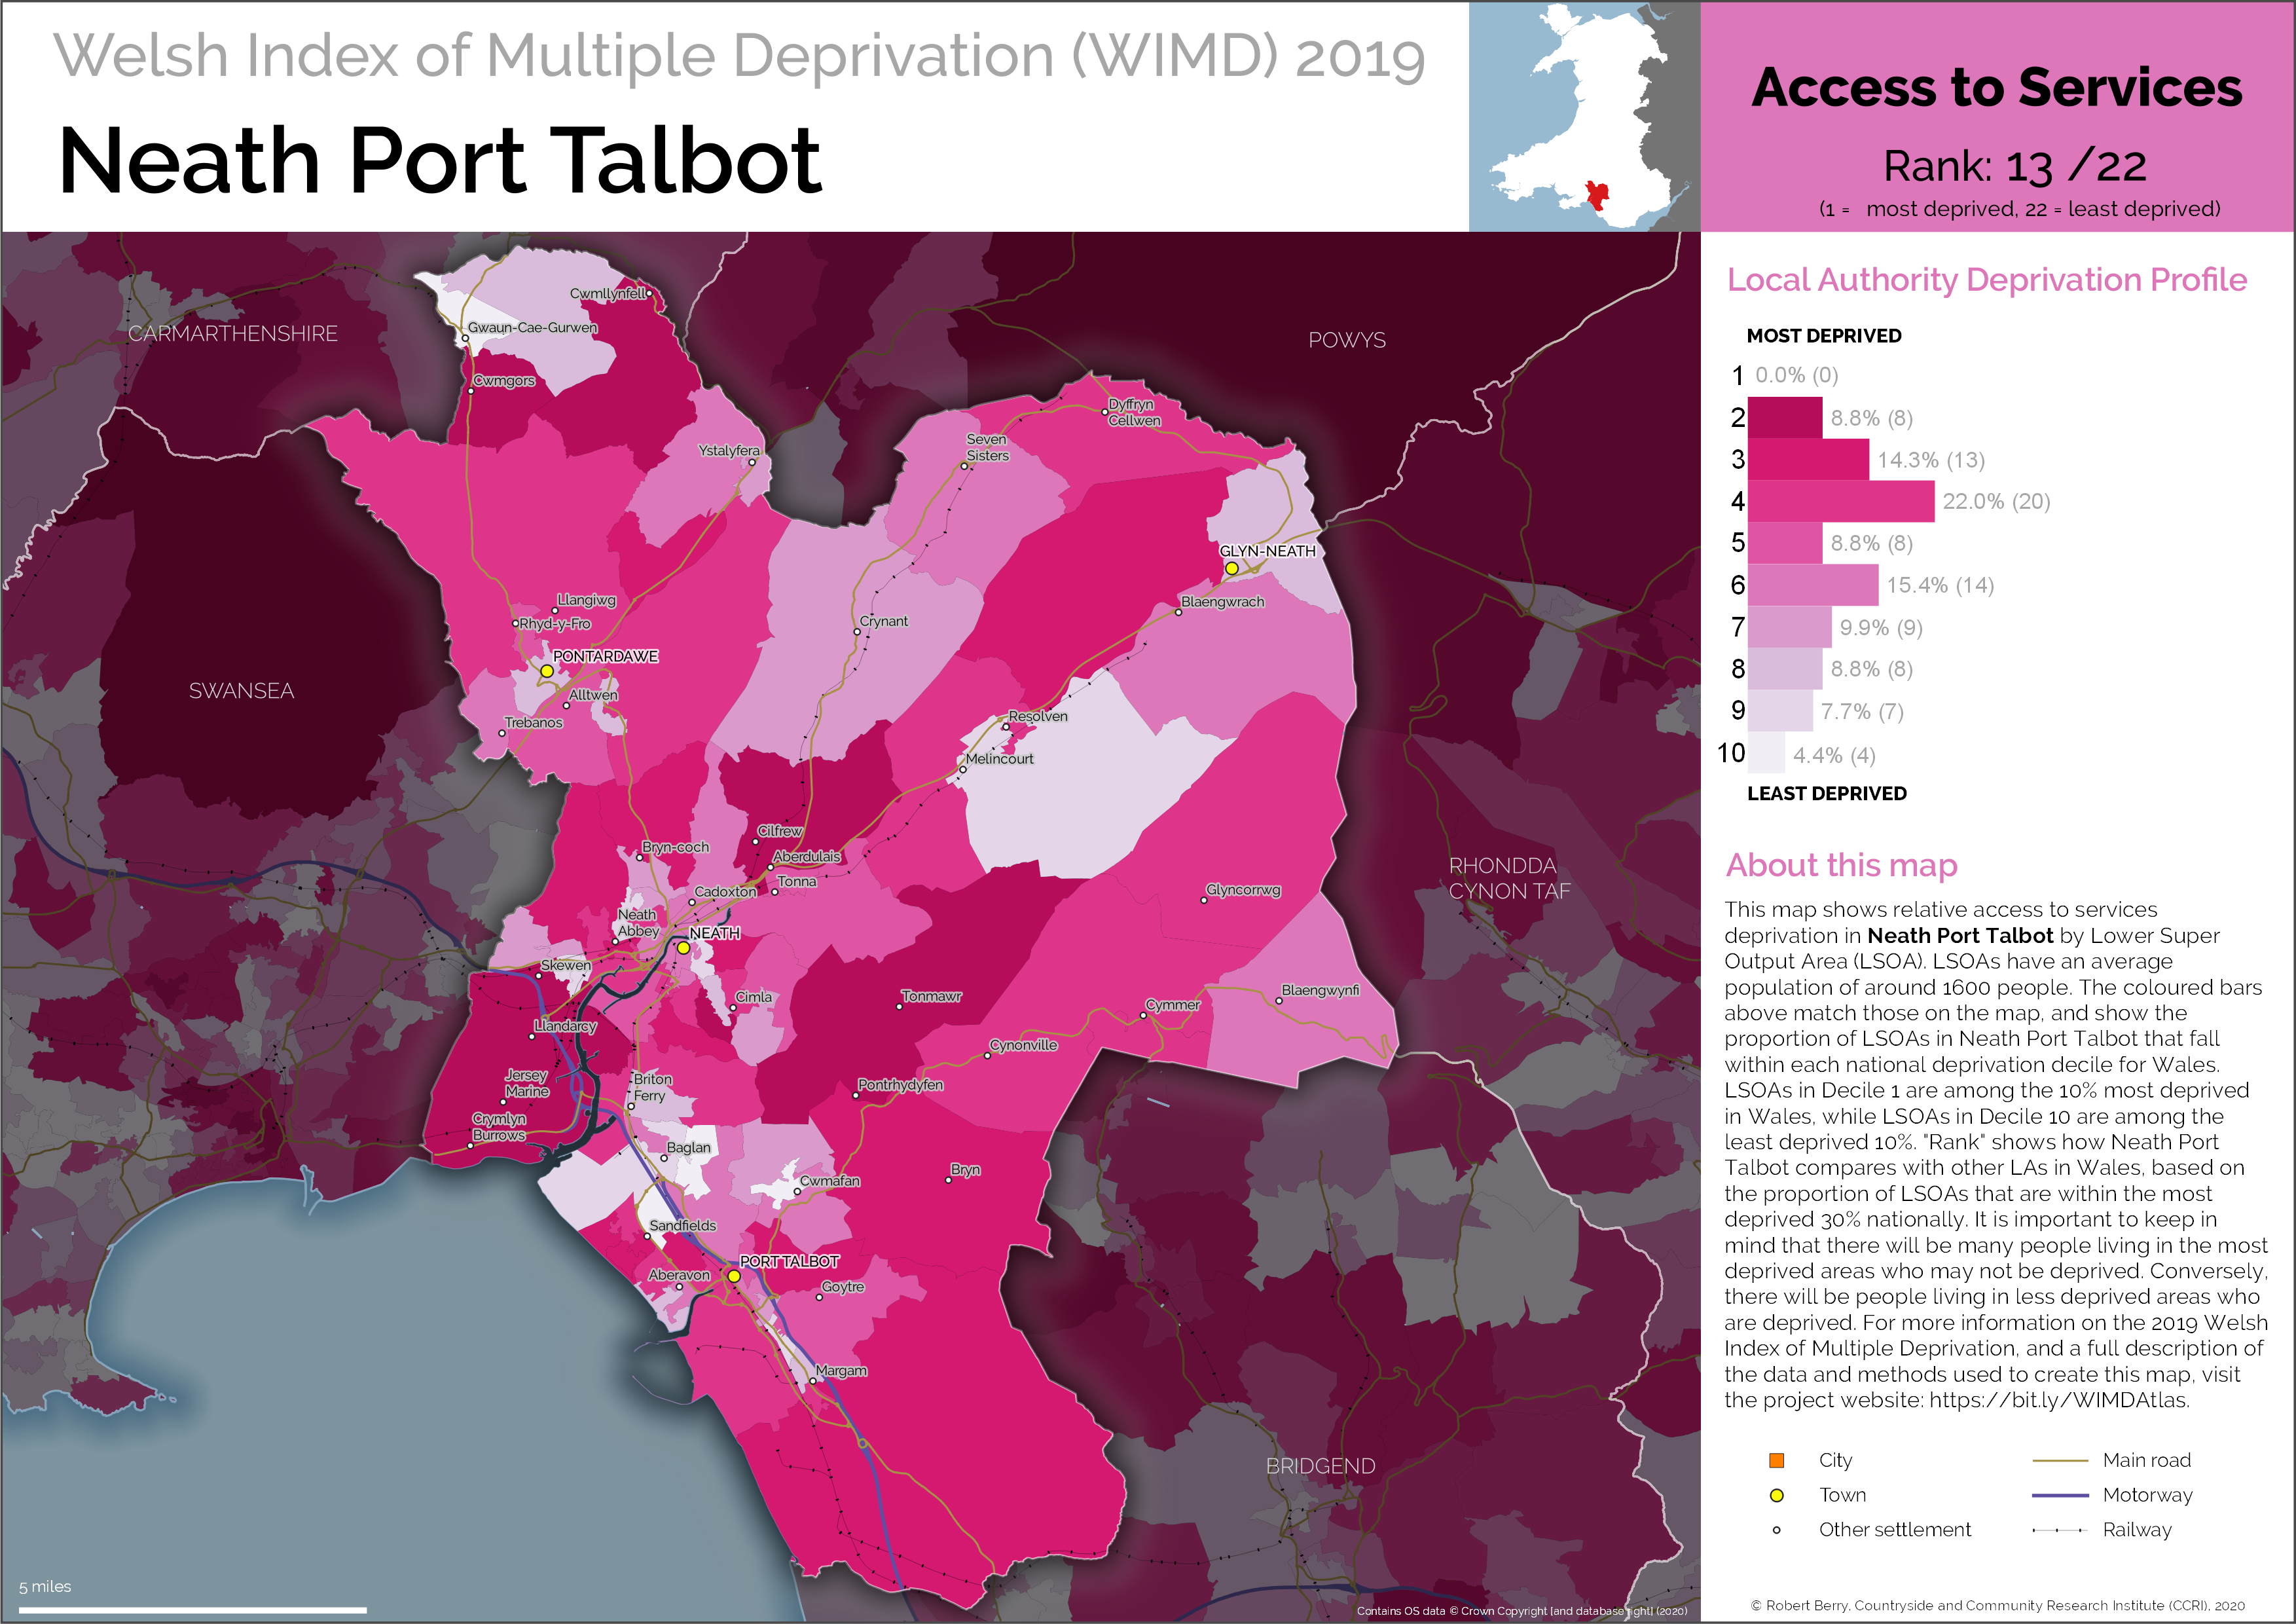 Welsh Index of Multiple Deprivation (WIMD) 2019
Neath Port Talbot
Access to Services
Rank: 13 /22
(1 = most deprived, 22 = least deprived)
Local Authority Deprivation Profile
MOST DEPRIVED
1 0.0% (0)
2 8.8% (8)
3 14.3% (13)
4 22.0% (20)
5 8.8% (8)
6 15.4% (14)
7 9.9% (9)
8 8.8% (8)
9 7.7% (7)
10 4.4% (4)
LEAST DEPRIVED
About this map
This map shows relative access to services
deprivation in Neath Port Talbot by Lower Super
Output Area (LSOA). LSOAs have an average
population of around 1600 people. The coloured bars
above match those on the map, and show the
proportion of LSOAs in Neath Port Talbot that fall
within each national deprivation decile for Wales.
LSOAs in Decile 1 are among the 10% most deprived
in Wales, while LSOAs in Decile 10 are among the
least deprived 10%. "Rank" shows how Neath Port
Talbot compares with other LAs in Wales, based on
the proportion of LSOAs that are within the most
deprived 30% nationally. It is important to keep in
mind that there will be many people living in the most
deprived areas who may not be deprived. Conversely,
there will be people living in less deprived areas who
are deprived. For more information on the 2019 Welsh
Index of Multiple Deprivation, and a full description of
the data and methods used to create this map, visit
the project website: https://bit.ly/WIMDAtlas.
City
Town
Other settlement
Main road
Motorway
Railway
© Robert Berry, Countryside and Community Research Institute (CCRI), 2020
CARMARTHENSHIRE
POWYS
SWANSEA
RHONDDA
CYNON TAF
BRIDGEND
Cwmllynfell
Gwaun-Cae-Gurwen
Cwmgors
Ystalyfera
Dyffryn
Cellwen
Seven
Sisters
GLYN-NEATH
Blaengwrach
Llangiwg
Rhyd-y-Fro
Crynant
PONTARDAWE
Alltwen
Trebanos
Resolven
Melincourt
Cilfrew
Bryn-coch
Aberdulais
Tonna
Cadoxton
Glyncorrwg
Neath
Abbey
NEATH
Skewen
Cimla
Tonmawr
Blaengwynfi
Cymmer
Llandarcy
Cynonville
Jersey
Marine
Briton
Ferry
Pontrhydyfen
Crymlyn
Burrows
Baglan
Cwmafan
Bryn
Sandfields
PORT TALBOT
Aberavon
Goytre
Margam
5 miles
Contains OS data © Crown Copyright [and database right] (2020)